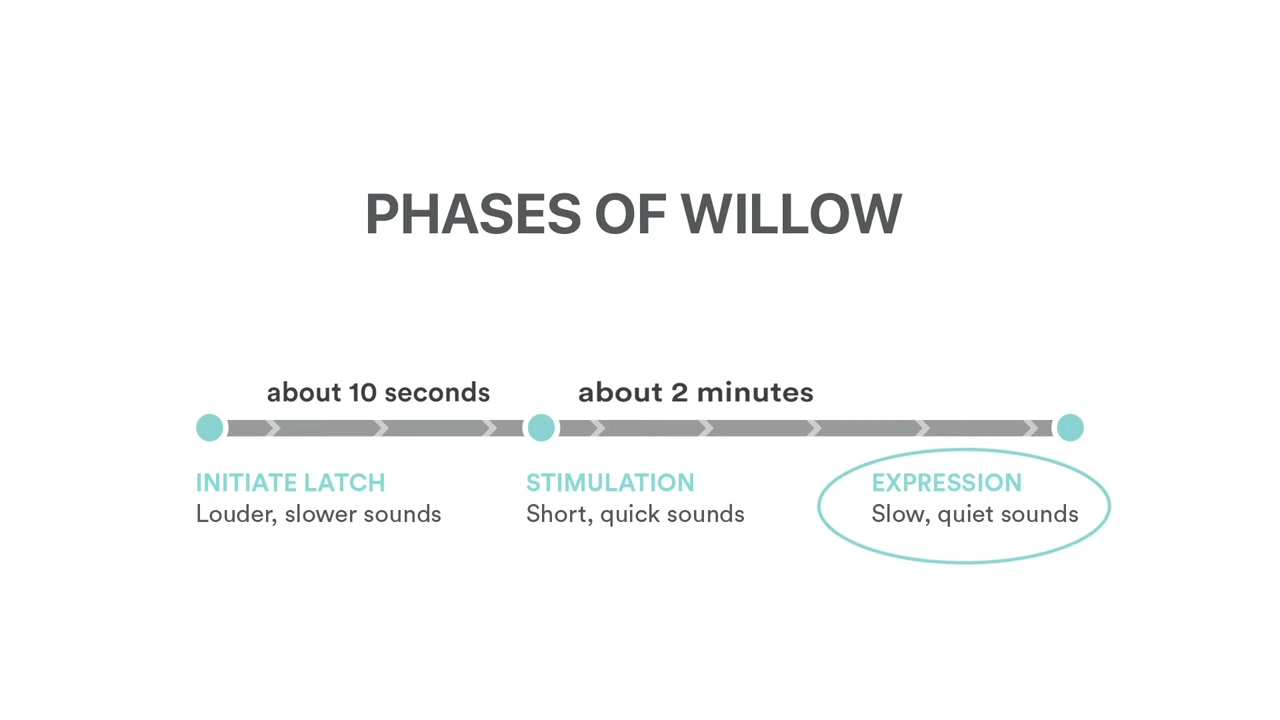 PHASES OF WILLOW
about 10 seconds
about 2 minutes
INITIATE LATCH
Louder, slower sounds
STIMULATION
Short, quick sounds
EXPRESSION
Slow, quiet sounds